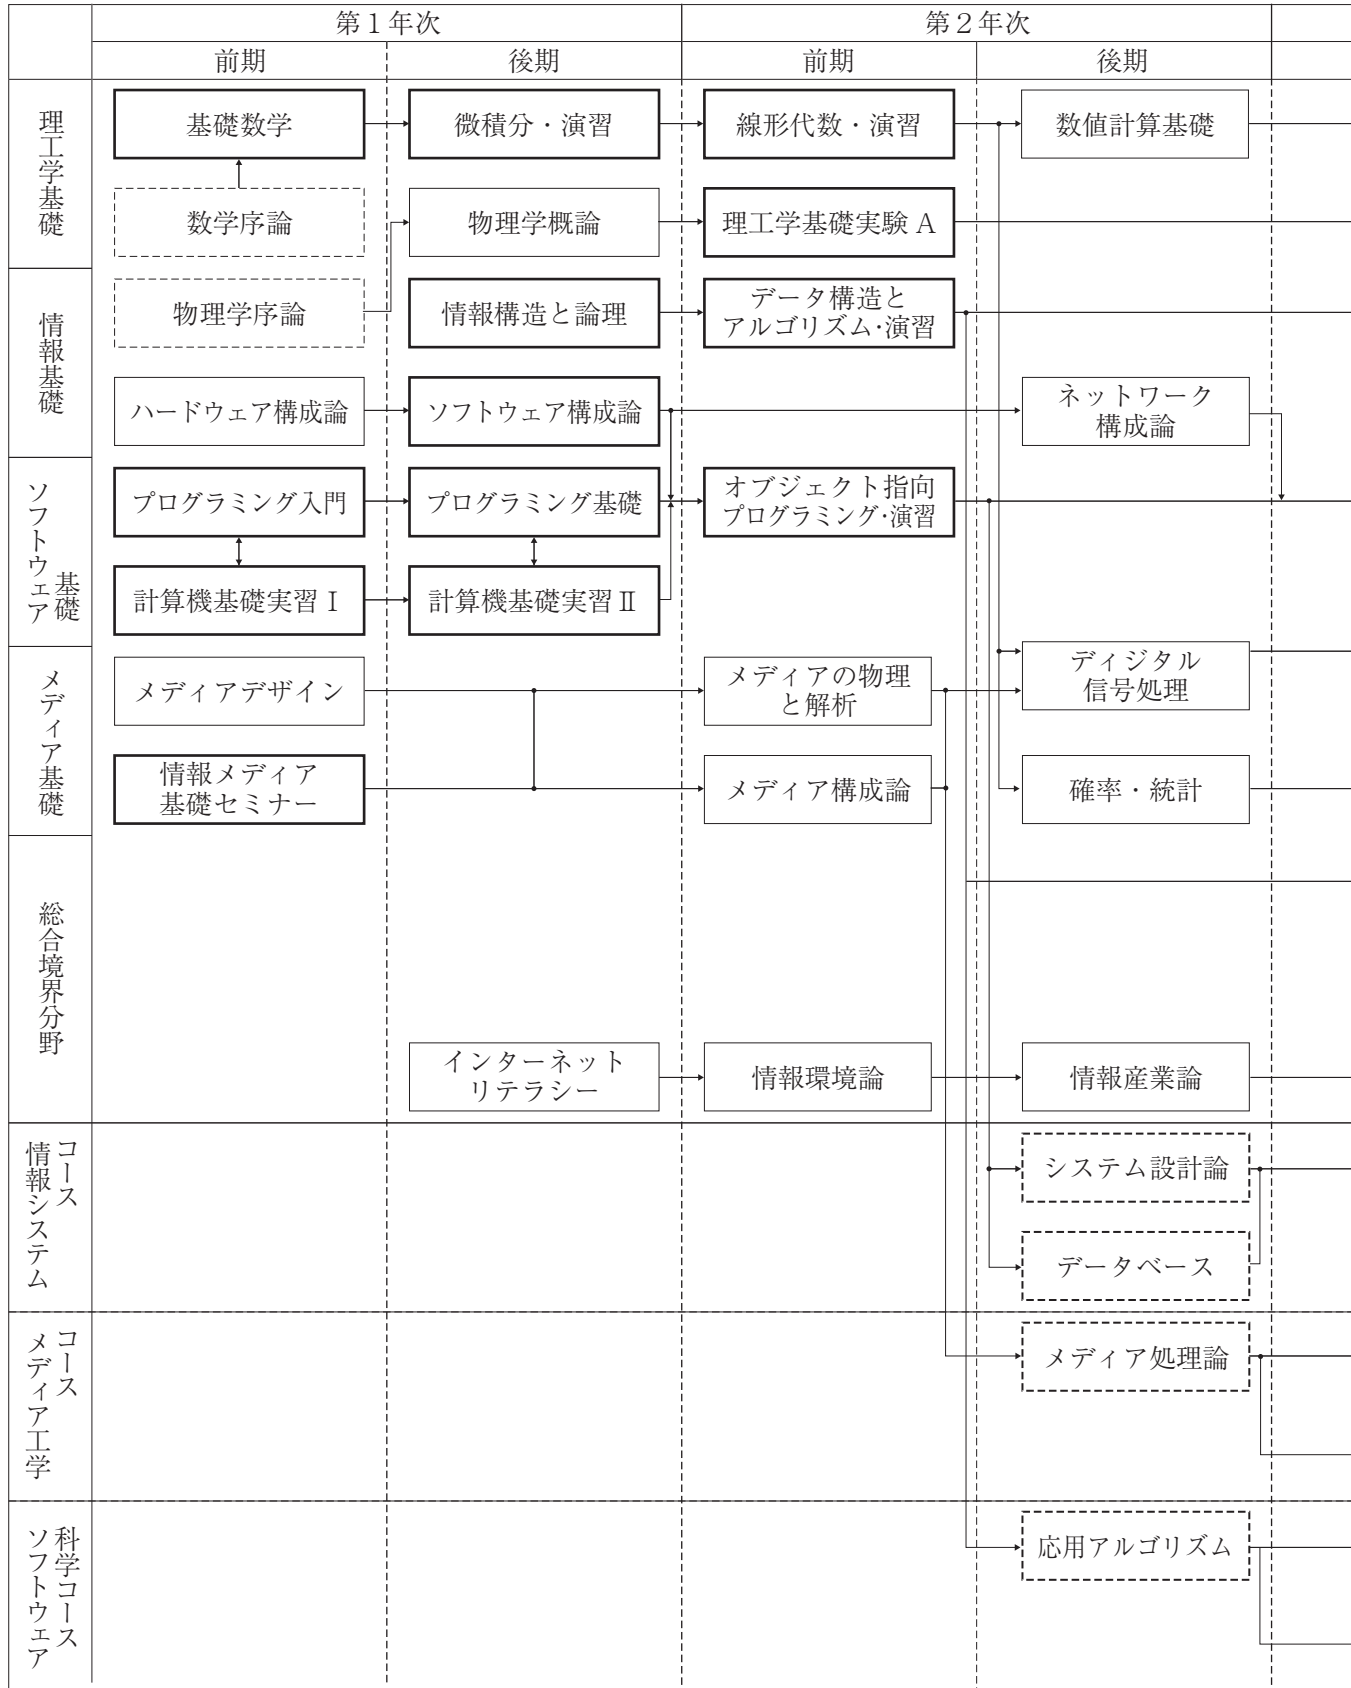 第１年次
第２年次
前期
後期
前期
後期
理工学基礎
基礎数学
微積分・演習
線形代数・演習
数値計算基礎
数学序論
物理学概論
理工学基礎実験 A
情報基礎
物理学序論
情報構造と論理
データ構造と
アルゴリズム・演習
ハードウェア構成論
ソフトウェア構成論
ネットワーク
構成論
ソフトウェア
基礎
プログラミング入門
プログラミング基礎
オブジェクト指向
プログラミング・演習
計算機基礎実習Ⅰ
計算機基礎実習Ⅱ
メディア基礎
メディアデザイン
メディアの物理
と解析
ディジタル
信号処理
情報メディア
基礎セミナー
メディア構成論
確率・統計
総合境界分野
インターネット
リテラシー
情報環境論
情報産業論
情報システム
コース
システム設計論
データベース
メディア工学
コース
メディア処理論
ソフトウェア
科学コース
応用アルゴリズム